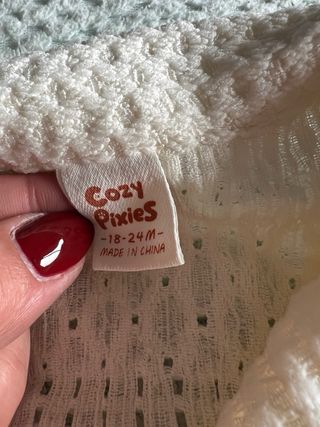 Cozy
PixieS
-18-24M-
MADE IN CHINA